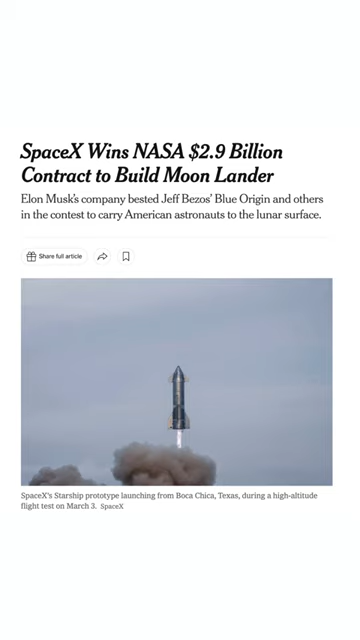 SpaceX Wins NASA $2.9 Billion
Contract to Build Moon Lander
Elon Musk's company bested Jeff Bezos' Blue Origin and others
in the contest to carry American astronauts to the lunar surface.
Share full article
SpaceX's Starship prototype launching from Boca Chica, Texas, during a high-altitude
flight test on March 3. SpaceX